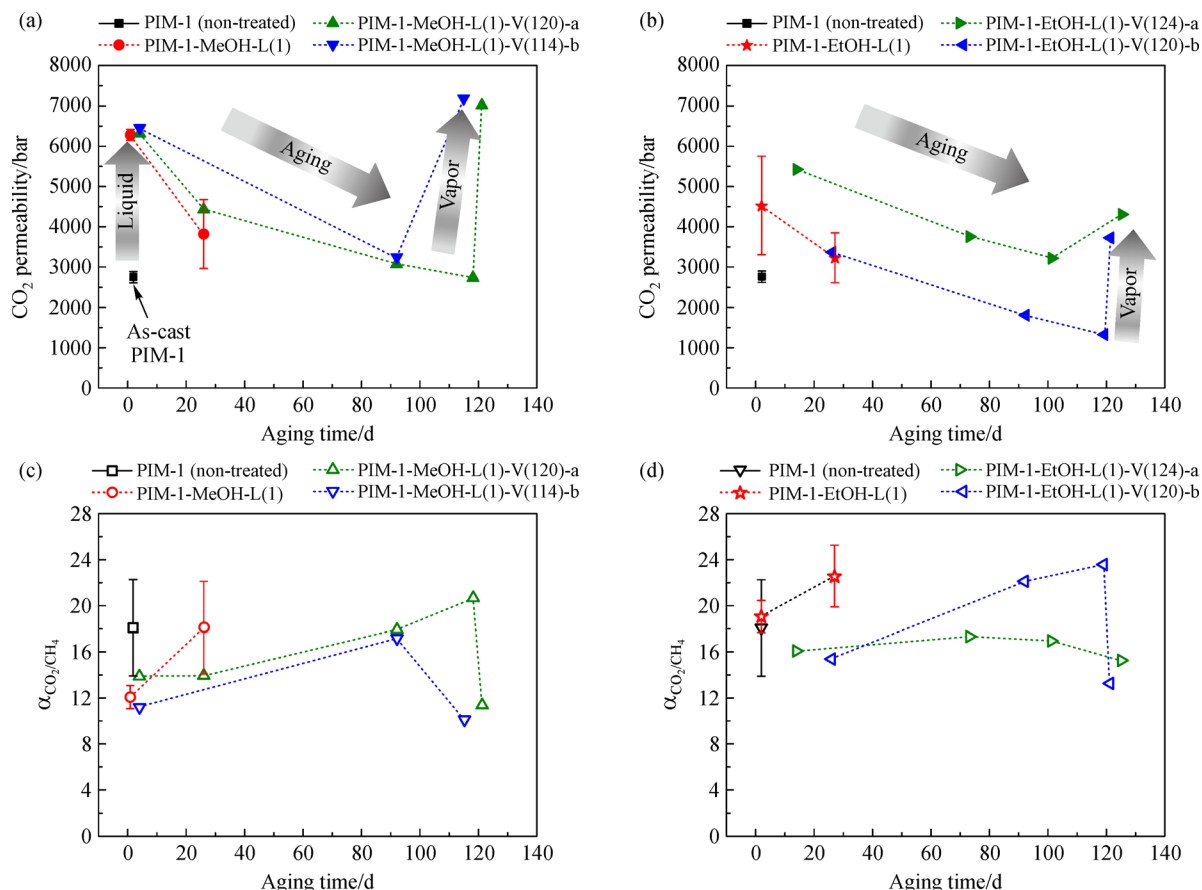 (a)
PIM-1 (non-treated)
PIM-1-MeOH-L(1)-V(120)-a
PIM-1-MeOH-L(1)
PIM-1-MeOH-L(1)-V(114)-b
8000
7000
6000
5000
4000
3000
2000
1000
0
CO₂ permeability/bar
Liquid
Aging
Vapor
As-cast
PIM-1
0 20 40 60 80 100 120 140
Aging time/d
(b)
PIM-1 (non-treated)
PIM-1-EtOH-L(1)-V(124)-a
PIM-1-EtOH-L(1)
PIM-1-EtOH-L(1)-V(120)-b
8000
7000
6000
5000
4000
3000
2000
1000
0
CO₂ permeability/bar
Aging
Vapor
0 20 40 60 80 100 120 140
Aging time/d
(c)
PIM-1 (non-treated)
PIM-1-MeOH-L(1)-V(120)-a
PIM-1-MeOH-L(1)
PIM-1-MeOH-L(1)-V(114)-b
28
24
20
16
12
8
4
0
α CO₂/CH₄
0 20 40 60 80 100 120 140
Aging time/d
(d)
PIM-1 (non-treated)
PIM-1-EtOH-L(1)-V(124)-a
PIM-1-EtOH-L(1)
PIM-1-EtOH-L(1)-V(120)-b
28
24
20
16
12
8
4
0
α CO₂/CH₄
0 20 40 60 80 100 120 140
Aging time/d